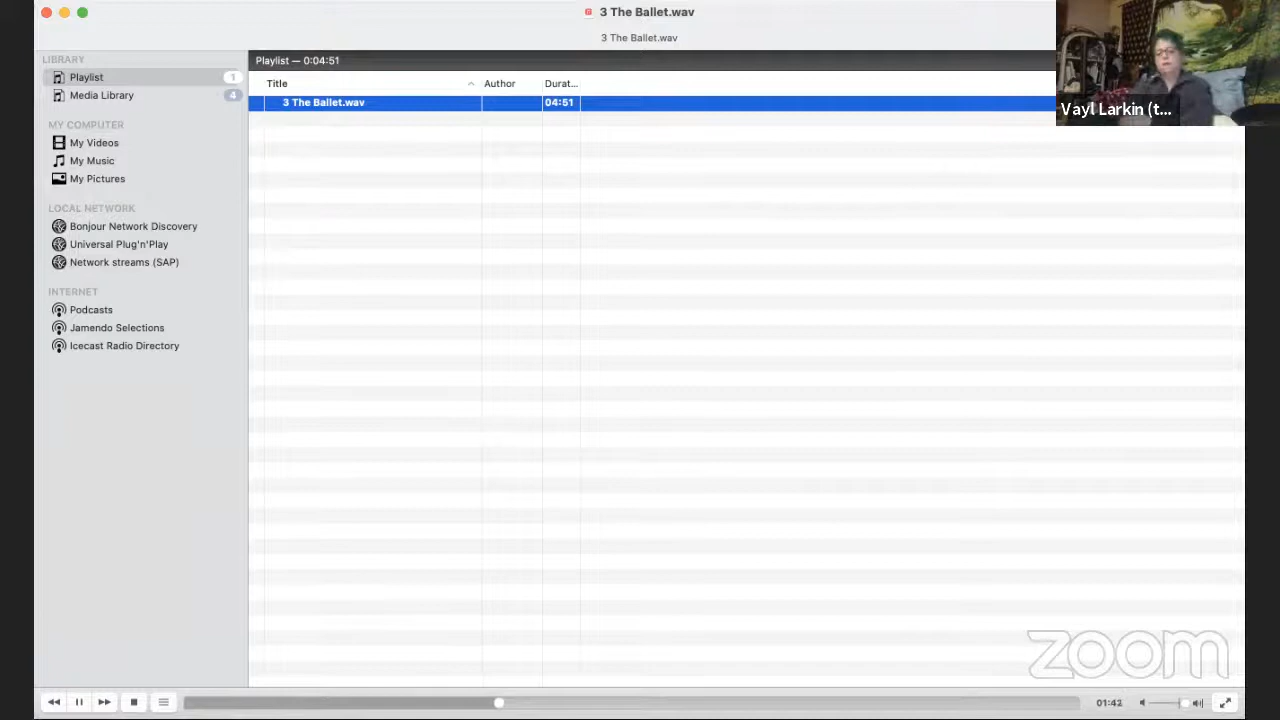 3 The Ballet.wav
3 The Ballet.wav
LIBRARY
Playlist 1
Media Library 4
MY COMPUTER
My Videos
My Music
My Pictures
LOCAL NETWORK
Bonjour Network Discovery
Universal Plug'n'Play
Network streams (SAP)
INTERNET
Podcasts
Jamendo Selections
Icecast Radio Directory
Playlist — 0:04:51
Title Author Durat...
3 The Ballet.wav 04:51
Vayl Larkin (t...
zoom
01:42